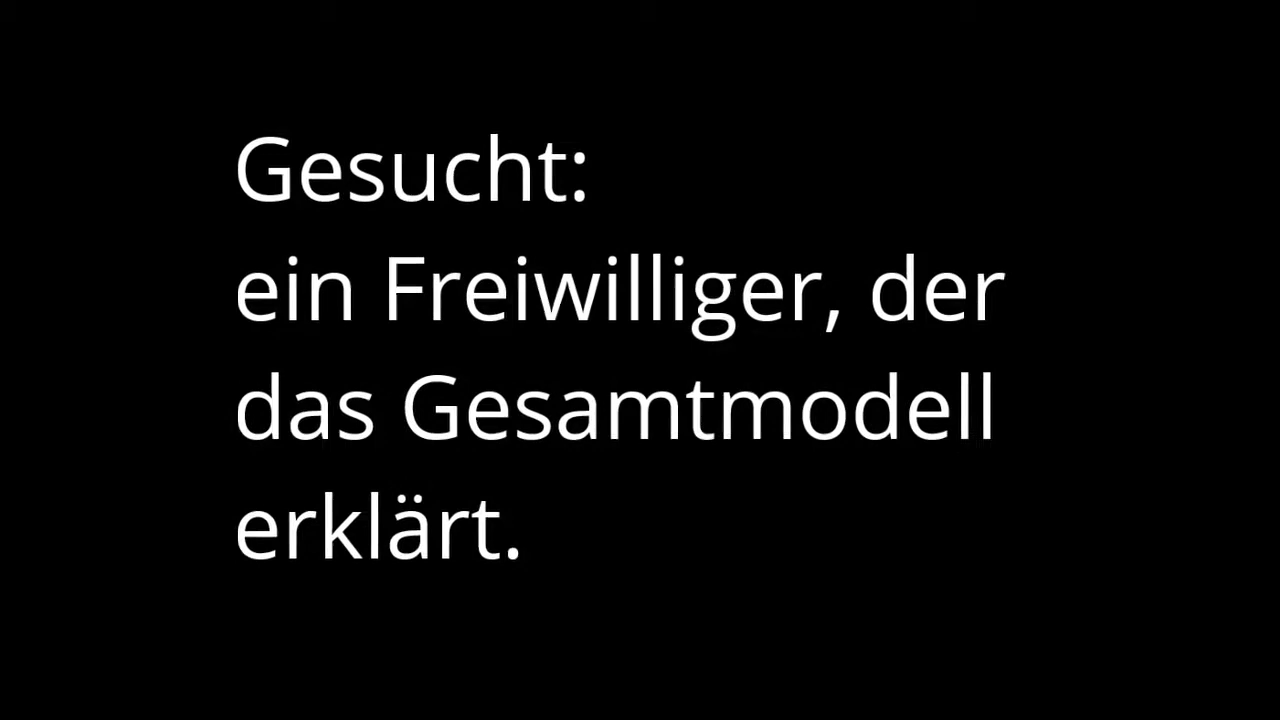 Gesucht:
ein Freiwilliger, der
das Gesamtmodell
erklärt.